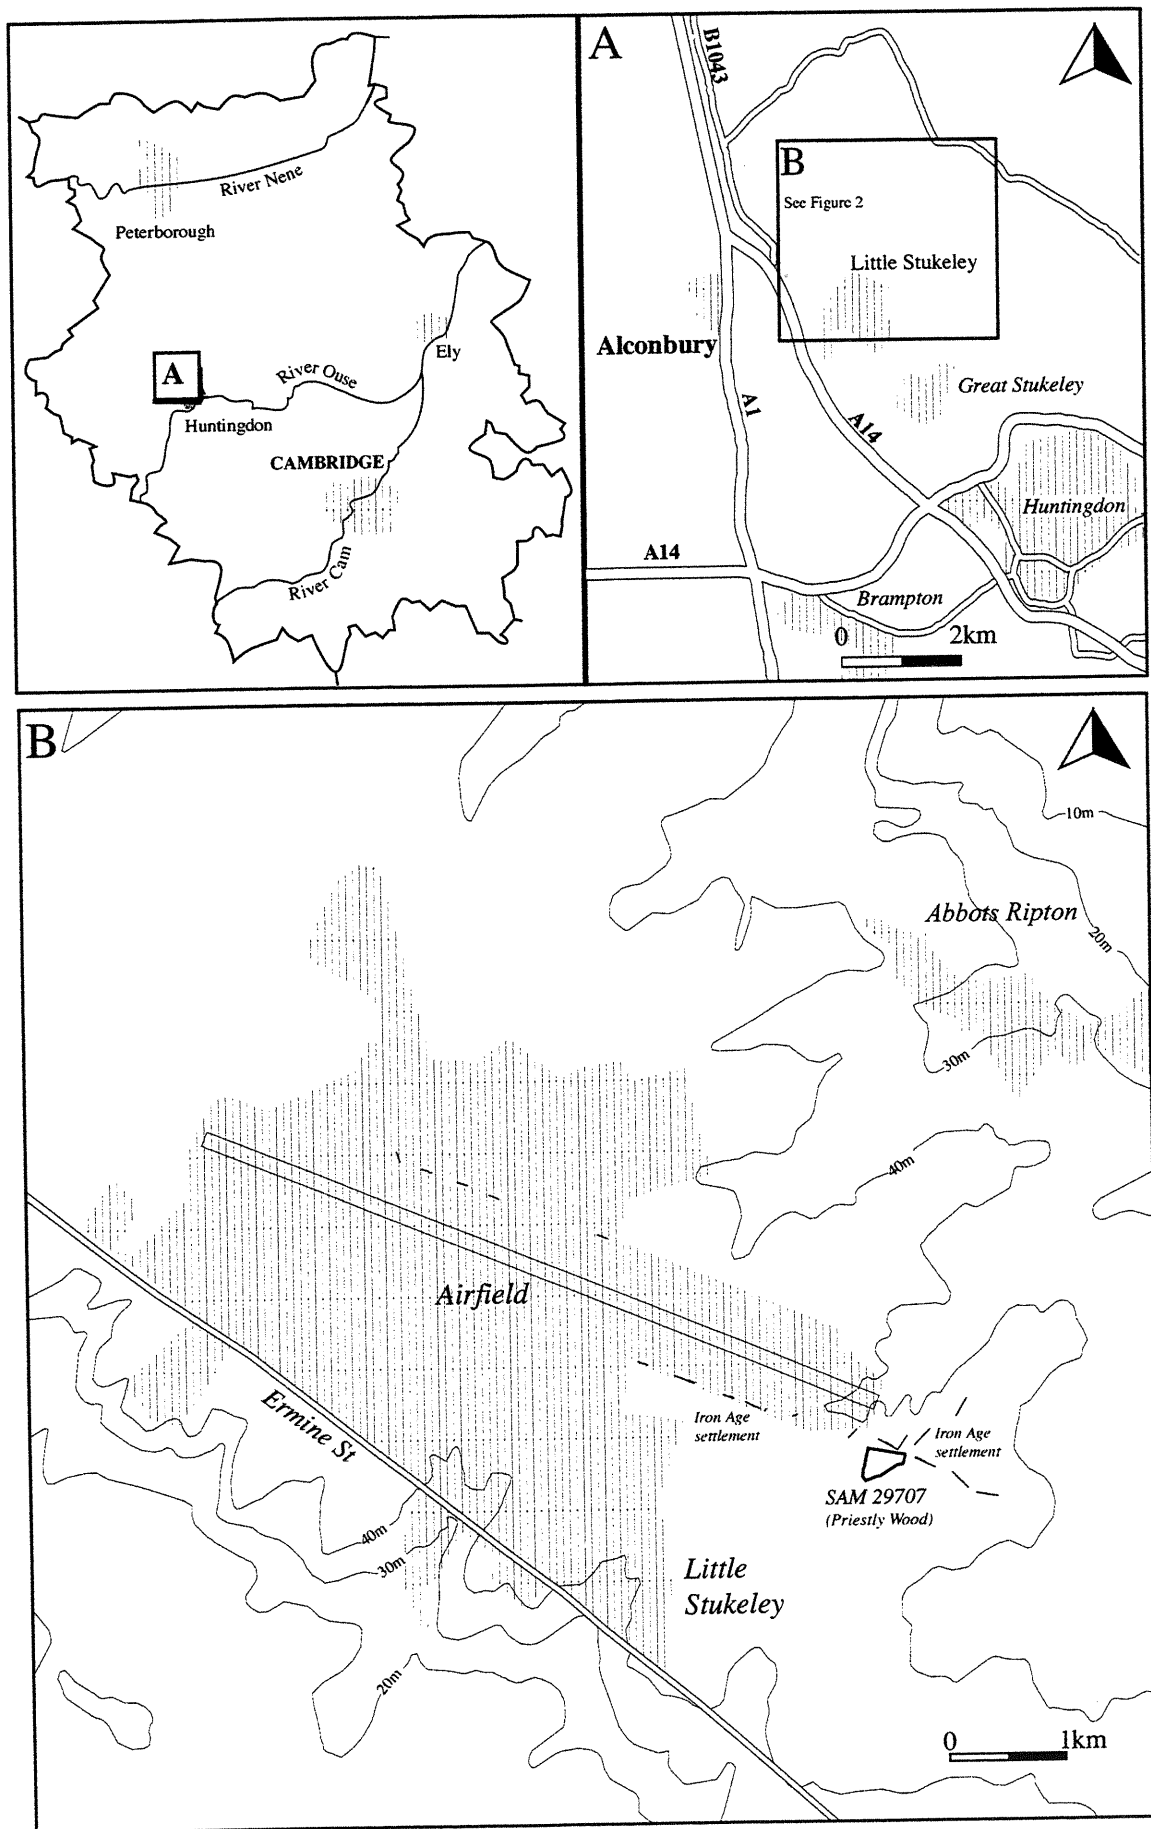 River Nene
Peterborough
Ely
A
River Ouse
Huntingdon
CAMBRIDGE
River Cam
A
B1043
B
See Figure 2
Little Stukeley
Alconbury
Great Stukeley
A1
A14
Huntingdon
A14
Brampton
0 2km
B
10m
Abbots Ripton
20m
30m
40m
Airfield
Ermine St
Iron Age
settlement
Iron Age
settlement
SAM 29707
(Priestly Wood)
40m
30m
Little
Stukeley
20m
0 1km